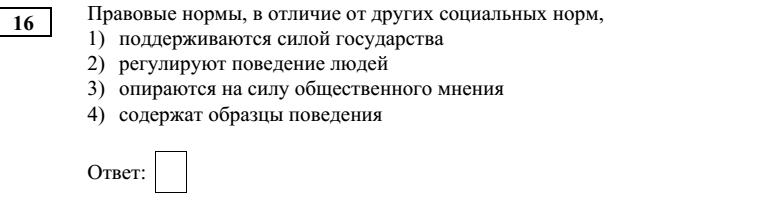 16
Правовые нормы, в отличие от других социальных норм,
1) поддерживаются силой государства
2) регулируют поведение людей
3) опираются на силу общественного мнения
4) содержат образцы поведения
Ответ: